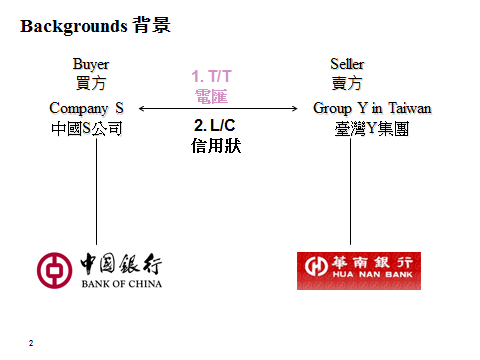 Backgrounds 背景
Buyer
買方
Company S
中國S公司
1. T/T
電匯
2. L/C
信用狀
Seller
賣方
Group Y in Taiwan
臺灣Y集團
中國銀行
BANK OF CHINA
華南銀行
HUA NAN BANK
2